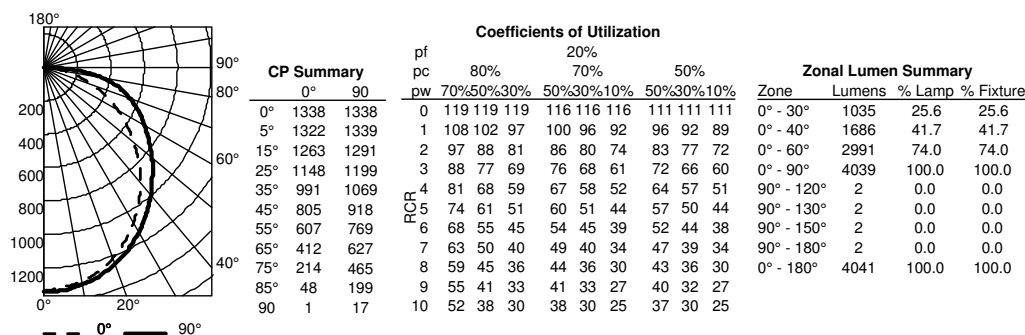 180°
200
400
600
800
1000
1200
0°
20°
40°
60°
80°
90°
0° 90°
CP Summary
0° 90
0° 1338 1338
5° 1322 1339
15° 1263 1291
25° 1148 1199
35° 991 1069
45° 805 918
55° 607 769
65° 412 627
75° 214 465
85° 48 199
90 1 17
Coefficients of Utilization
pf 20%
pc 80% 70% 50%
pw 70%50%30% 50%30%10% 50%30%10%
RCR
0 119 119 119 116 116 116 111 111 111
1 108 102 97 100 96 92 96 92 89
2 97 88 81 86 80 74 83 77 72
3 88 77 69 76 68 61 72 66 60
4 81 68 59 67 58 52 64 57 51
5 74 61 51 60 51 44 57 50 44
6 68 55 45 54 45 39 52 44 38
7 63 50 40 49 40 34 47 39 34
8 59 45 36 44 36 30 43 36 30
9 55 41 33 41 33 27 40 32 27
10 52 38 30 38 30 25 37 30 25
Zonal Lumen Summary
Zone Lumens % Lamp % Fixture
0° - 30° 1035 25.6 25.6
0° - 40° 1686 41.7 41.7
0° - 60° 2991 74.0 74.0
0° - 90° 4039 100.0 100.0
90° - 120° 2 0.0 0.0
90° - 130° 2 0.0 0.0
90° - 150° 2 0.0 0.0
90° - 180° 2 0.0 0.0
0° - 180° 4041 100.0 100.0